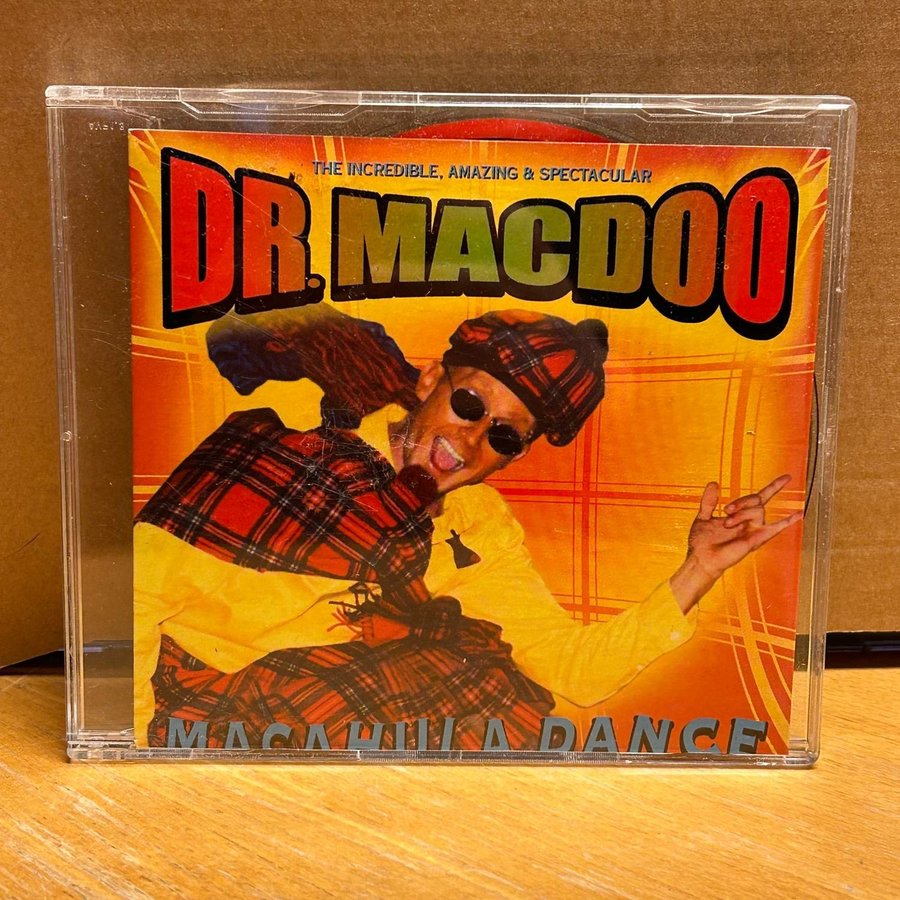 THE INCREDIBLE, AMAZING & SPECTACULAR
DR. MACDOO
MACAHULA DANCE